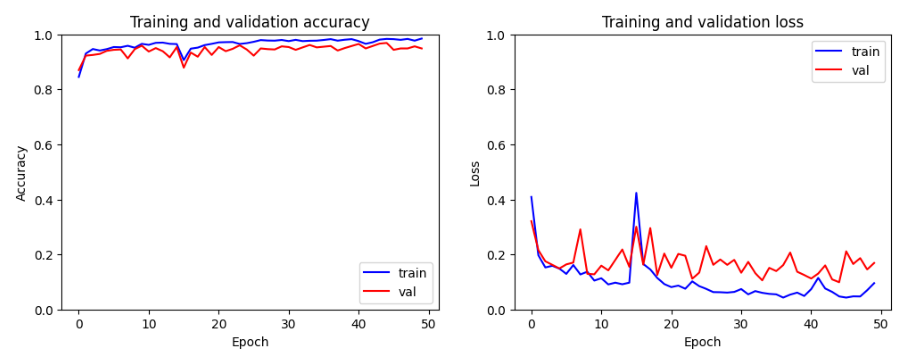 Training and validation accuracy
1.0
0.8
0.6
0.4
0.2
0.0
Accuracy
0
10
20
30
40
50
Epoch
train
val
Training and validation loss
1.0
0.8
0.6
0.4
0.2
0.0
Loss
0
10
20
30
40
50
Epoch
train
val